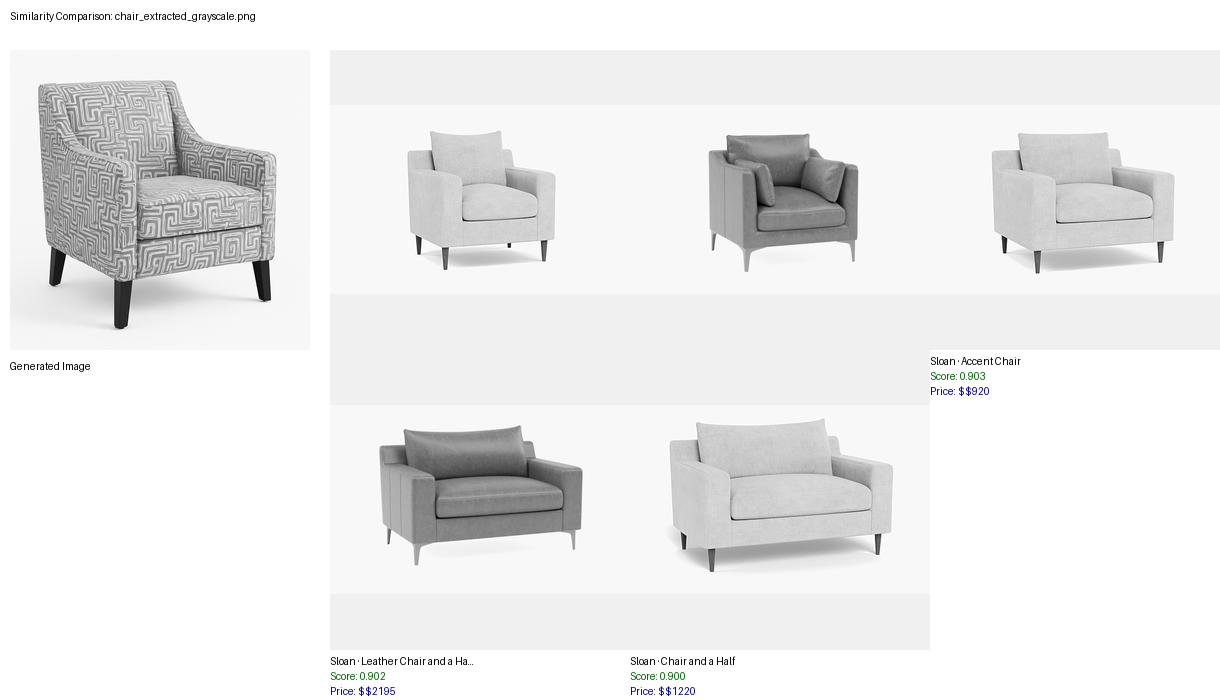 Similarity Comparison: chair_extracted_grayscale.png
Generated Image
Sloan · Accent Chair
Score: 0.903
Price: $$920
Sloan · Leather Chair and a Ha...
Score: 0.902
Price: $$2195
Sloan · Chair and a Half
Score: 0.900
Price: $$1220